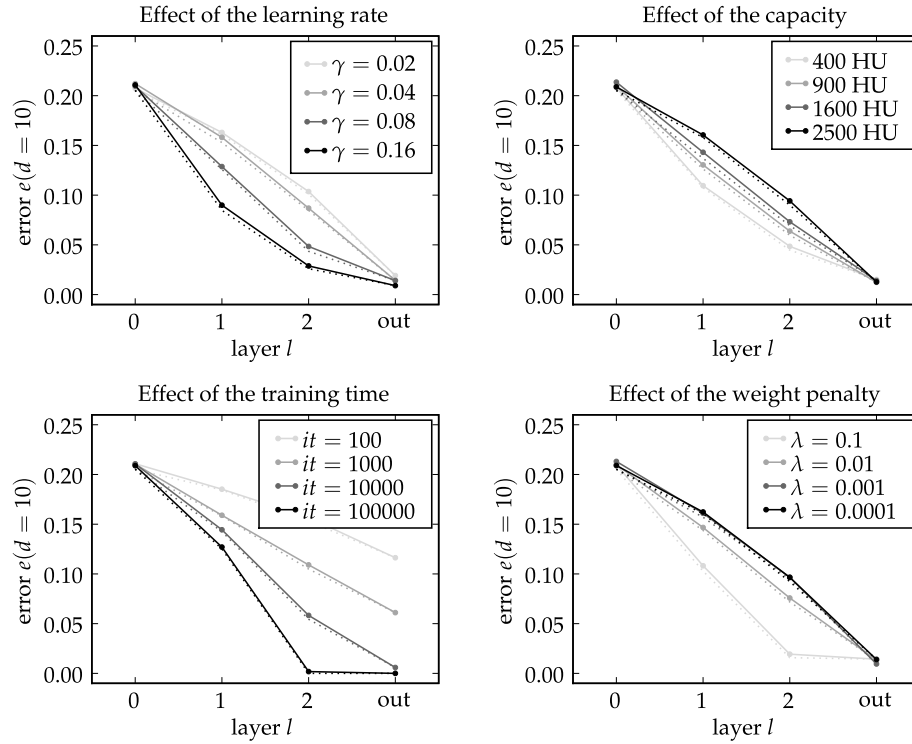 Effect of the learning rate
error e(d = 10)
0.25
0.20
0.15
0.10
0.05
0.00
γ = 0.02
γ = 0.04
γ = 0.08
γ = 0.16
0 1 2 out
layer l
Effect of the capacity
error e(d = 10)
0.25
0.20
0.15
0.10
0.05
0.00
400 HU
900 HU
1600 HU
2500 HU
0 1 2 out
layer l
Effect of the training time
error e(d = 10)
0.25
0.20
0.15
0.10
0.05
0.00
it = 100
it = 1000
it = 10000
it = 100000
0 1 2 out
layer l
Effect of the weight penalty
error e(d = 10)
0.25
0.20
0.15
0.10
0.05
0.00
λ = 0.1
λ = 0.01
λ = 0.001
λ = 0.0001
0 1 2 out
layer l